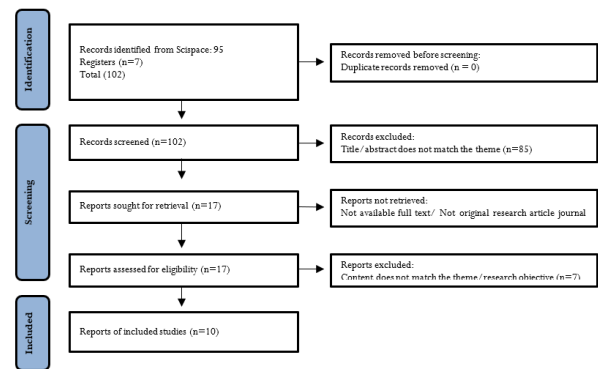 Identification
Records identified from Scispace: 95
Registers (n=7)
Total (102)
Records removed before screening:
Duplicate records removed (n = 0)
Screening
Records screened (n=102)
Records excluded:
Title/abstract does not match the theme (n=85)
Reports sought for retrieval (n=17)
Reports not retrieved:
Not available full text/ Not original research article journal
Reports assessed for eligibility (n=17)
Reports excluded:
Content does not match the theme/research objective (n=7)
Included
Reports of included studies (n=10)